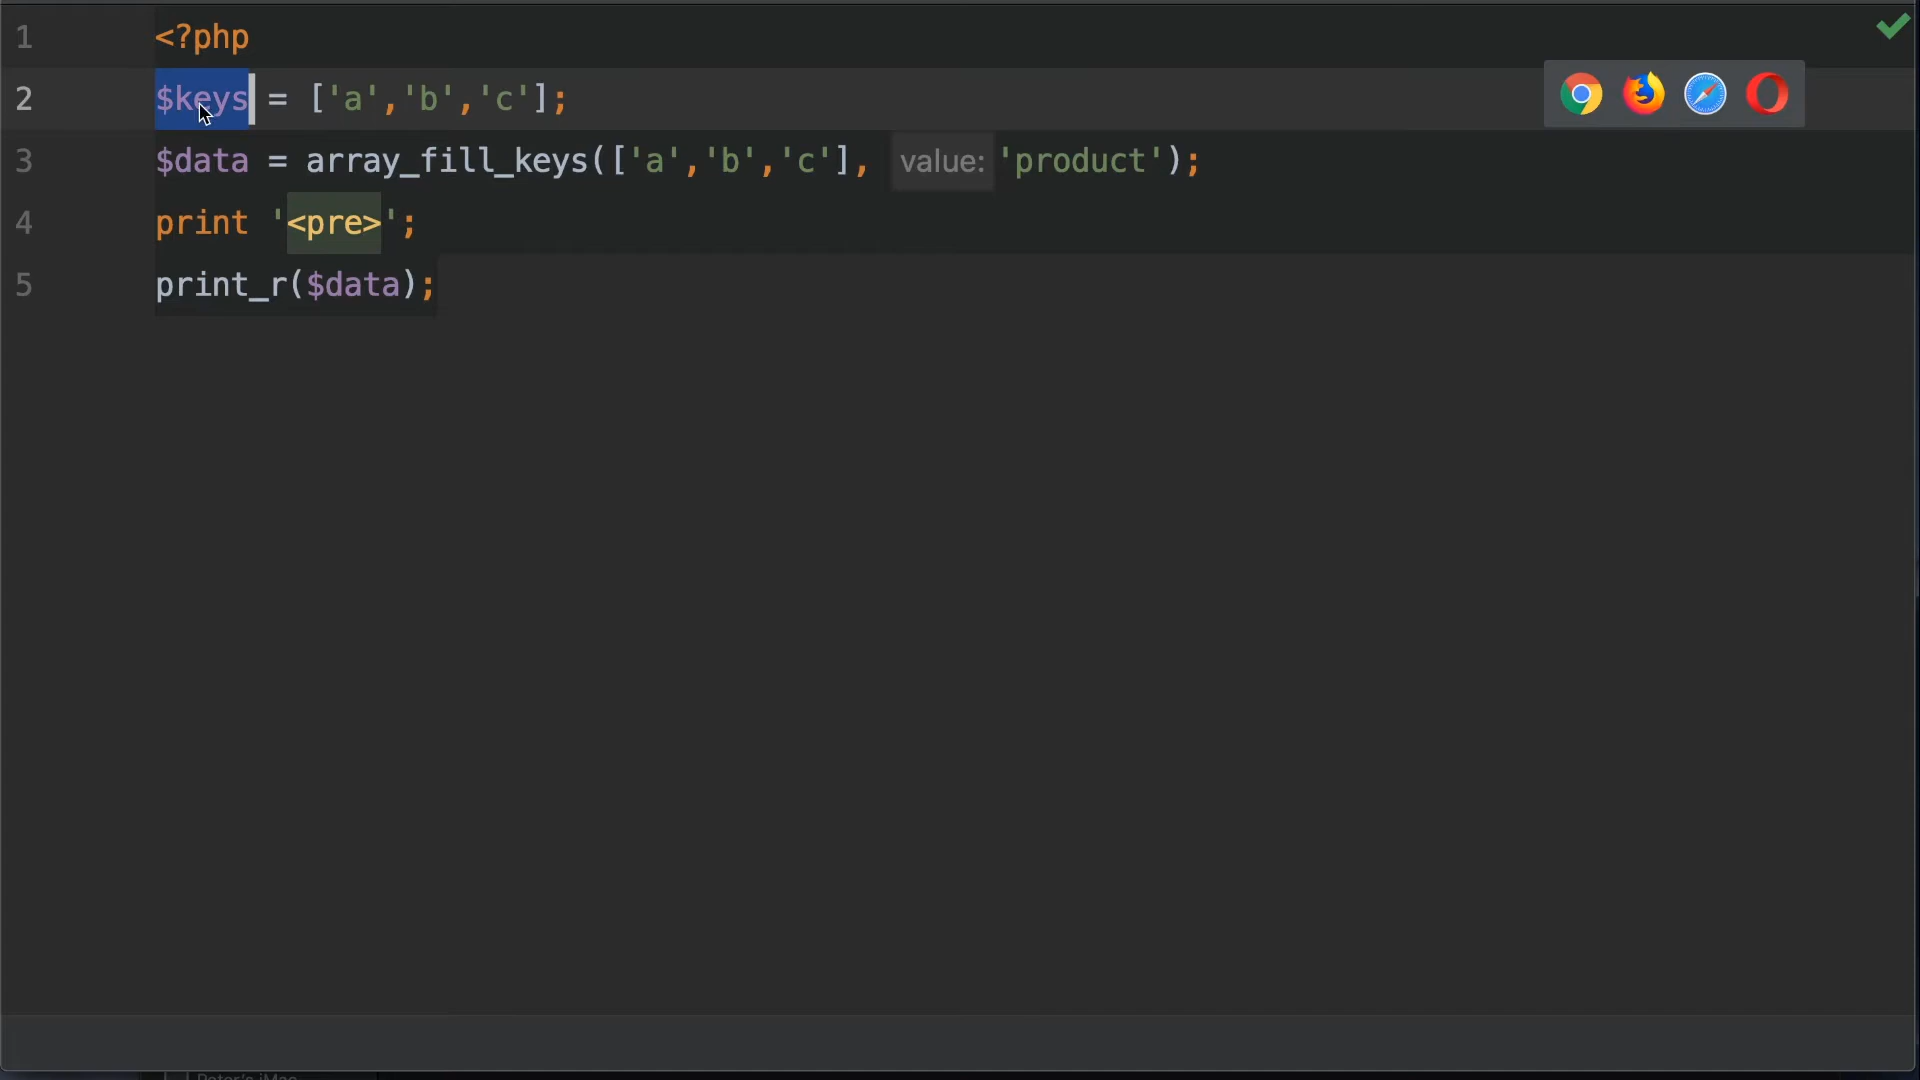 1 <?php
2 $keys = ['a','b','c'];
3 $data = array_fill_keys(['a','b','c'], value: 'product');
4 print '<pre>';
5 print_r($data);